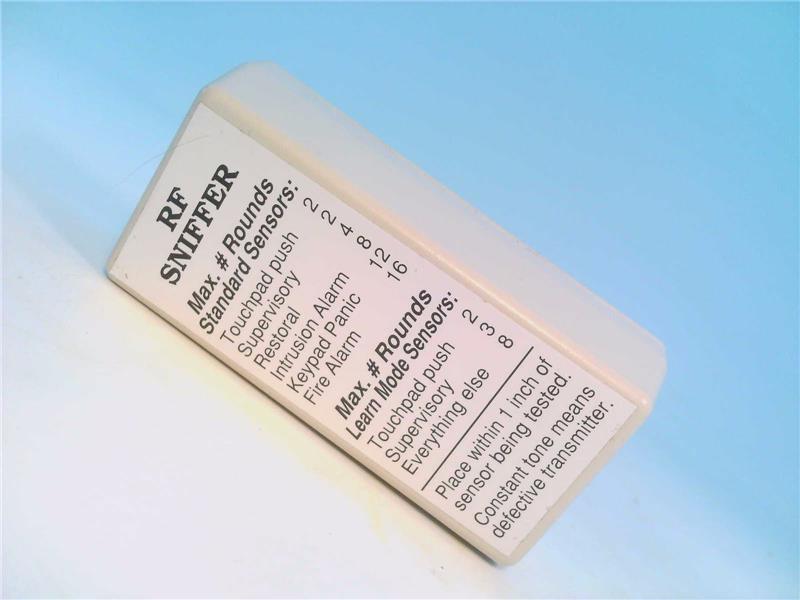 RF
SNIFFER
Max. # Rounds
Standard Sensors:
Touchpad push 2
Supervisory 2
Restoral 4
Intrusion Alarm 8
Keypad Panic 12
Fire Alarm 16
Max. # Rounds
Learn Mode Sensors:
Touchpad push 2
Supervisory 3
Everything else 8
Place within 1 inch of
sensor being tested.
Constant tone means
defective transmitter.